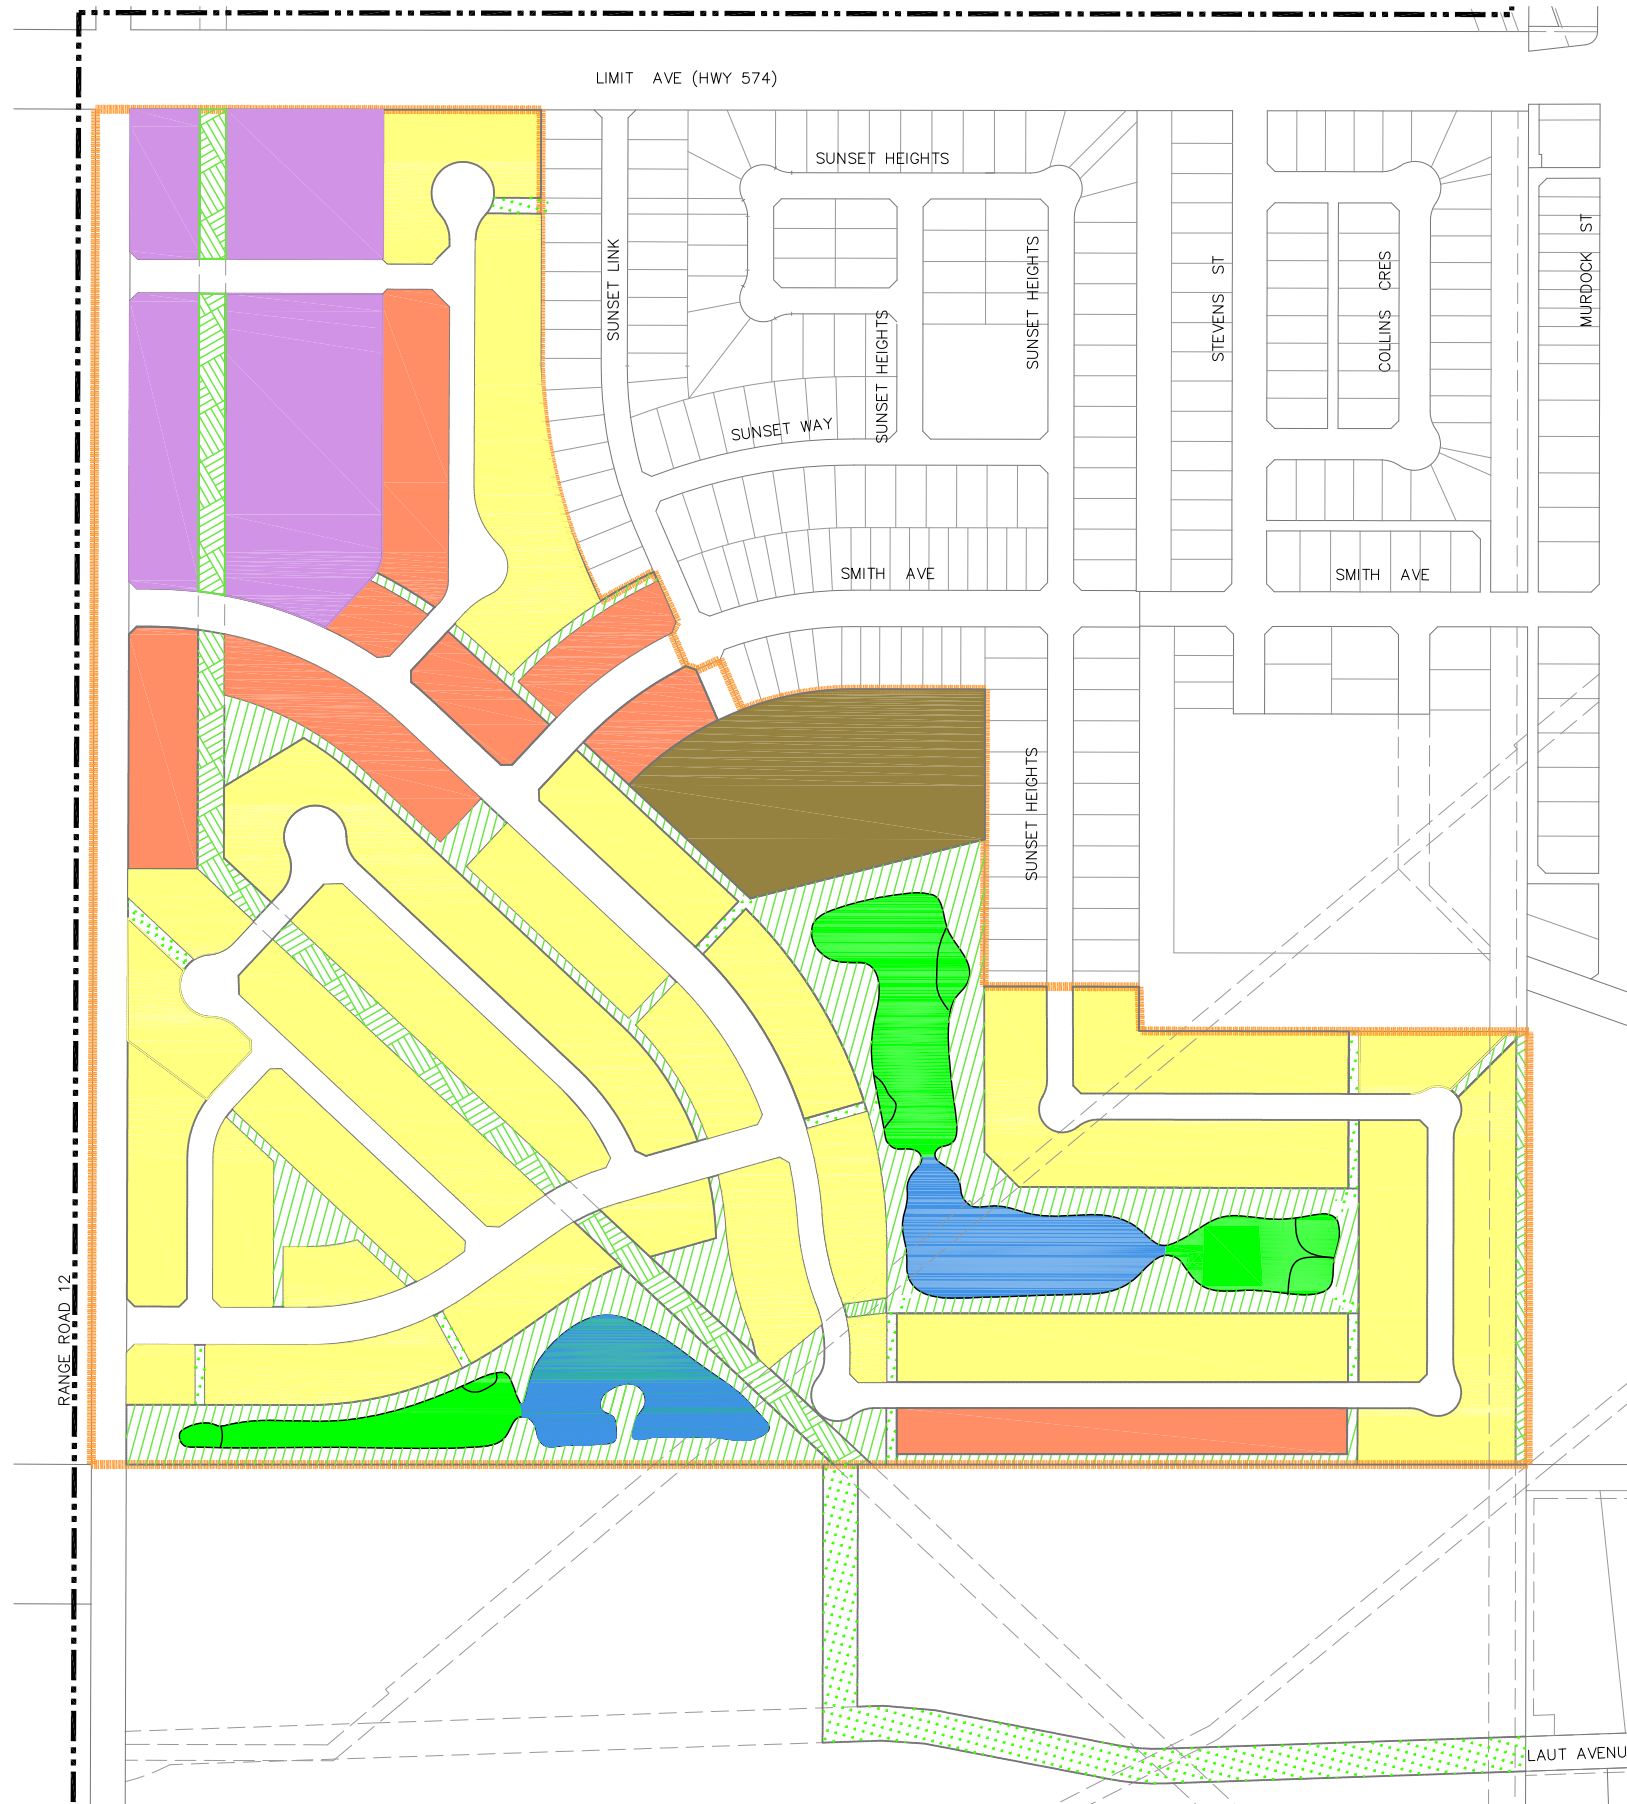 LIMIT AVE (HWY 574)
SUNSET HEIGHTS
SUNSET LINK
SUNSET HEIGHTS
STEVENS ST
COLLINS CRES
MURDOCK ST
SUNSET HEIGHTS
SUNSET WAY
SMITH AVE
SMITH AVE
SUNSET HEIGHTS
RANGE ROAD 12
LAUT AVENU